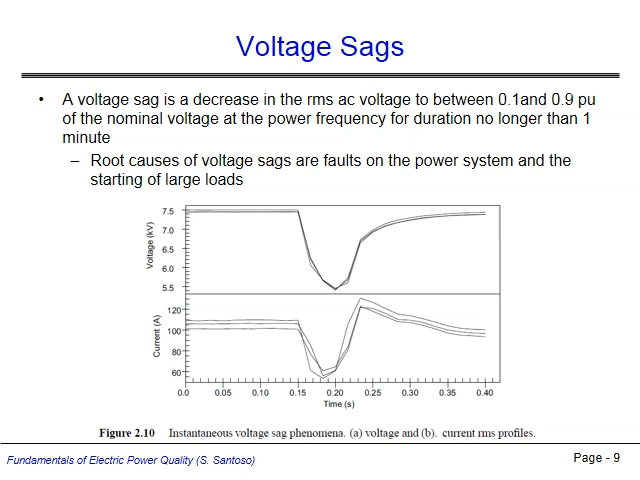 Voltage Sags
• A voltage sag is a decrease in the rms ac voltage to between 0.1and 0.9 pu
of the nominal voltage at the power frequency for duration no longer than 1
minute
– Root causes of voltage sags are faults on the power system and the
starting of large loads
Voltage (kV)
7.5
7.0
6.5
6.0
5.5
Current (A)
120
100
80
60
0.0 0.05 0.10 0.15 0.20 0.25 0.30 0.35 0.40
Time (s)
Figure 2.10 Instantaneous voltage sag phenomena. (a) voltage and (b). current rms profiles.
Fundamentals of Electric Power Quality (S. Santoso)
Page - 9